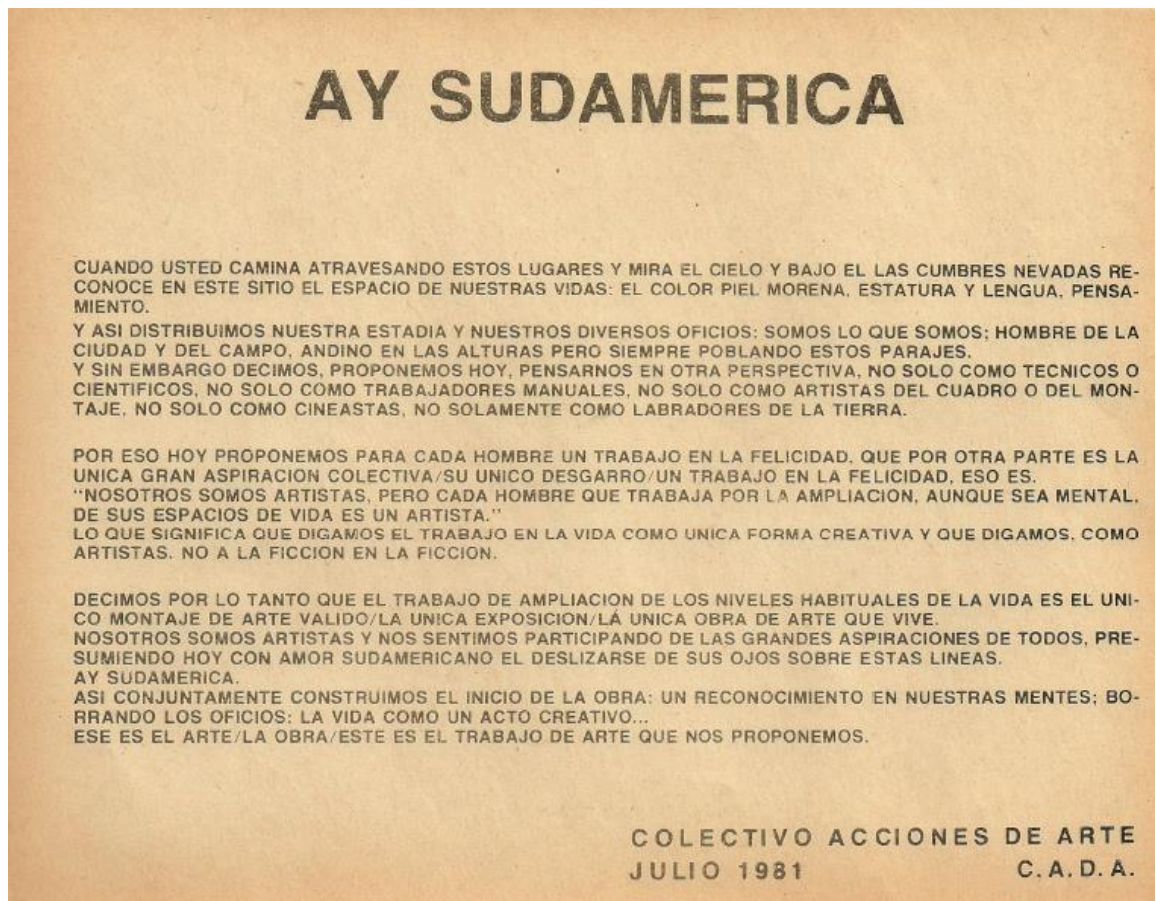 AY SUDAMERICA
CUANDO USTED CAMINA ATRAVESANDO ESTOS LUGARES Y MIRA EL CIELO Y BAJO EL LAS CUMBRES NEVADAS RE-
CONOCE EN ESTE SITIO EL ESPACIO DE NUESTRAS VIDAS: EL COLOR PIEL MORENA, ESTATURA Y LENGUA, PENSA-
MIENTO.
Y ASI DISTRIBUIMOS NUESTRA ESTADIA Y NUESTROS DIVERSOS OFICIOS: SOMOS LO QUE SOMOS; HOMBRE DE LA
CIUDAD Y DEL CAMPO, ANDINO EN LAS ALTURAS PERO SIEMPRE POBLANDO ESTOS PARAJES.
Y SIN EMBARGO DECIMOS, PROPONEMOS HOY, PENSARNOS EN OTRA PERSPECTIVA, NO SOLO COMO TECNICOS O
CIENTIFICOS, NO SOLO COMO TRABAJADORES MANUALES, NO SOLO COMO ARTISTAS DEL CUADRO O DEL MON-
TAJE, NO SOLO COMO CINEASTAS, NO SOLAMENTE COMO LABRADORES DE LA TIERRA.
POR ESO HOY PROPONEMOS PARA CADA HOMBRE UN TRABAJO EN LA FELICIDAD, QUE POR OTRA PARTE ES LA
UNICA GRAN ASPIRACION COLECTIVA/SU UNICO DESGARRO/UN TRABAJO EN LA FELICIDAD, ESO ES.
"NOSOTROS SOMOS ARTISTAS, PERO CADA HOMBRE QUE TRABAJA POR LA AMPLIACION, AUNQUE SEA MENTAL,
DE SUS ESPACIOS DE VIDA ES UN ARTISTA."
LO QUE SIGNIFICA QUE DIGAMOS EL TRABAJO EN LA VIDA COMO UNICA FORMA CREATIVA Y QUE DIGAMOS, COMO
ARTISTAS, NO A LA FICCION EN LA FICCION.
DECIMOS POR LO TANTO QUE EL TRABAJO DE AMPLIACION DE LOS NIVELES HABITUALES DE LA VIDA ES EL UNI-
CO MONTAJE DE ARTE VALIDO/LA UNICA EXPOSICION/LA UNICA OBRA DE ARTE QUE VIVE.
NOSOTROS SOMOS ARTISTAS Y NOS SENTIMOS PARTICIPANDO DE LAS GRANDES ASPIRACIONES DE TODOS, PRE-
SUMIENDO HOY CON AMOR SUDAMERICANO EL DESLIZARSE DE SUS OJOS SOBRE ESTAS LINEAS.
AY SUDAMERICA.
ASI CONJUNTAMENTE CONSTRUIMOS EL INICIO DE LA OBRA: UN RECONOCIMIENTO EN NUESTRAS MENTES; BO-
RRANDO LOS OFICIOS: LA VIDA COMO UN ACTO CREATIVO...
ESE ES EL ARTE/LA OBRA/ESTE ES EL TRABAJO DE ARTE QUE NOS PROPONEMOS.
COLECTIVO ACCIONES DE ARTE
JULIO 1981 C.A.D.A.